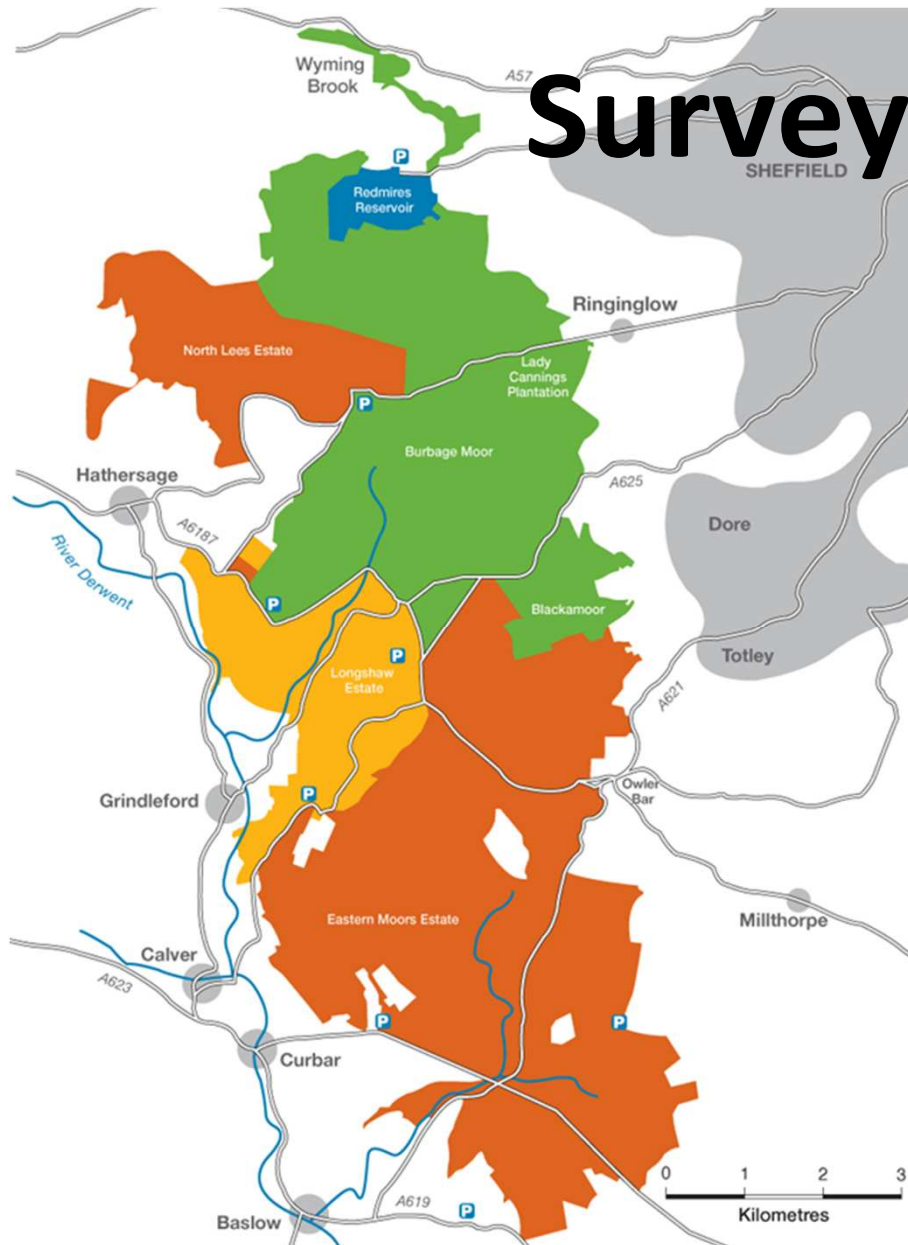 Wyming
Brook
A57
Survey
SHEFFIELD
P
Redmires
Reservoir
Ringinglow
North Lees Estate
Lady
Cannings
Plantation
P
Burbage Moor
Hathersage
A625
A6187
Dore
River Derwent
P
Blackamoor
Totley
P
Longshaw
Estate
A621
Grindleford
P
Owler
Bar
Eastern Moors Estate
Millthorpe
Calver
A623
P
P
Curbar
0 1 2 3
Kilometres
A619
P
Baslow